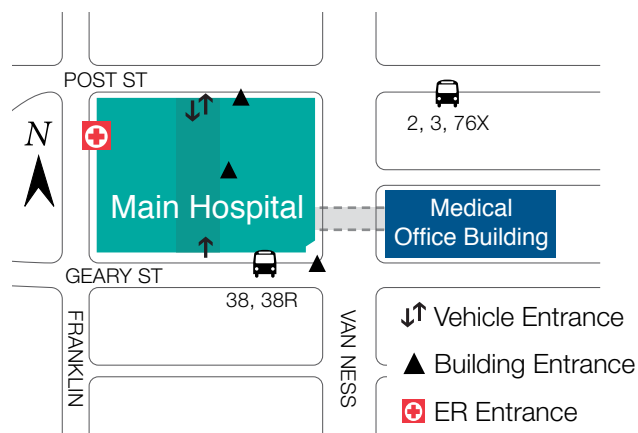 POST ST
2, 3, 76X
N
Main Hospital
Medical
Office Building
GEARY ST
38, 38R
FRANKLIN
VAN NESS
Vehicle Entrance
Building Entrance
ER Entrance